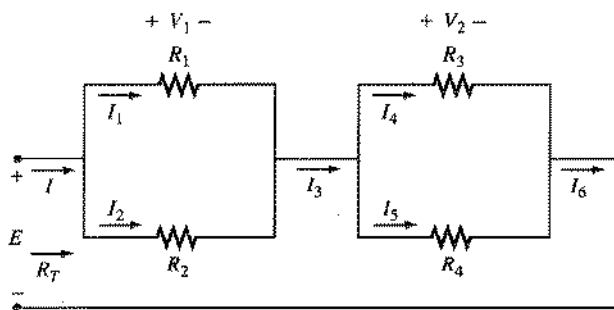 + V1 − + V2 −
R1 R3
I1 I4
+ I I3 I6
I2 I5
E
RT R2 R4
−